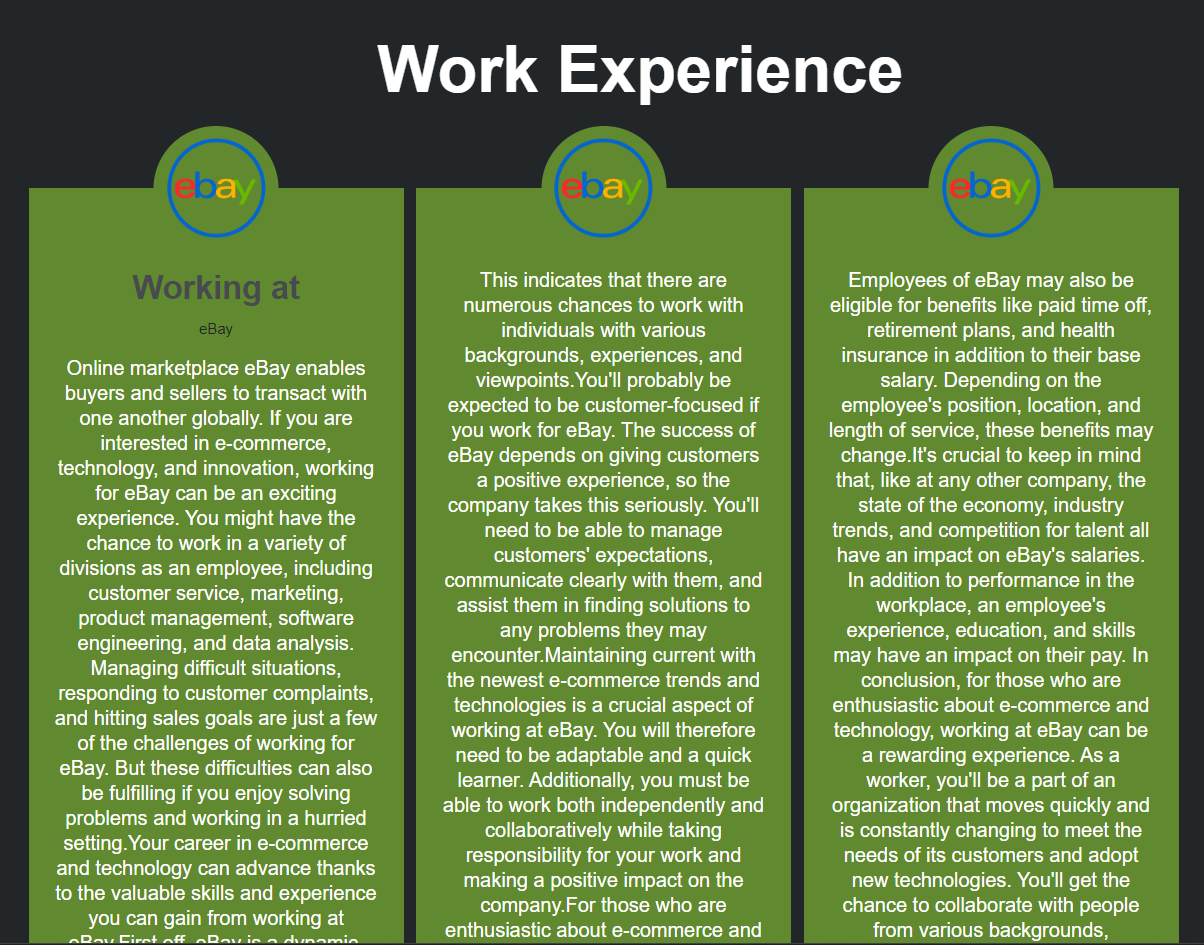 Work Experience
ebay
Working at
eBay
Online marketplace eBay enables
buyers and sellers to transact with
one another globally. If you are
interested in e-commerce,
technology, and innovation, working
for eBay can be an exciting
experience. You might have the
chance to work in a variety of
divisions as an employee, including
customer service, marketing,
product management, software
engineering, and data analysis.
Managing difficult situations,
responding to customer complaints,
and hitting sales goals are just a few
of the challenges of working for
eBay. But these difficulties can also
be fulfilling if you enjoy solving
problems and working in a hurried
setting.Your career in e-commerce
and technology can advance thanks
to the valuable skills and experience
you can gain from working at
eBay.First off, eBay is a dynamic
ebay
This indicates that there are
numerous chances to work with
individuals with various
backgrounds, experiences, and
viewpoints.You'll probably be
expected to be customer-focused if
you work for eBay. The success of
eBay depends on giving customers
a positive experience, so the
company takes this seriously. You'll
need to be able to manage
customers' expectations,
communicate clearly with them, and
assist them in finding solutions to
any problems they may
encounter.Maintaining current with
the newest e-commerce trends and
technologies is a crucial aspect of
working at eBay. You will therefore
need to be adaptable and a quick
learner. Additionally, you must be
able to work both independently and
collaboratively while taking
responsibility for your work and
making a positive impact on the
company.For those who are
enthusiastic about e-commerce and
ebay
Employees of eBay may also be
eligible for benefits like paid time off,
retirement plans, and health
insurance in addition to their base
salary. Depending on the
employee's position, location, and
length of service, these benefits may
change.It's crucial to keep in mind
that, like at any other company, the
state of the economy, industry
trends, and competition for talent all
have an impact on eBay's salaries.
In addition to performance in the
workplace, an employee's
experience, education, and skills
may have an impact on their pay. In
conclusion, for those who are
enthusiastic about e-commerce and
technology, working at eBay can be
a rewarding experience. As a
worker, you'll be a part of an
organization that moves quickly and
is constantly changing to meet the
needs of its customers and adopt
new technologies. You'll get the
chance to collaborate with people
from various backgrounds,